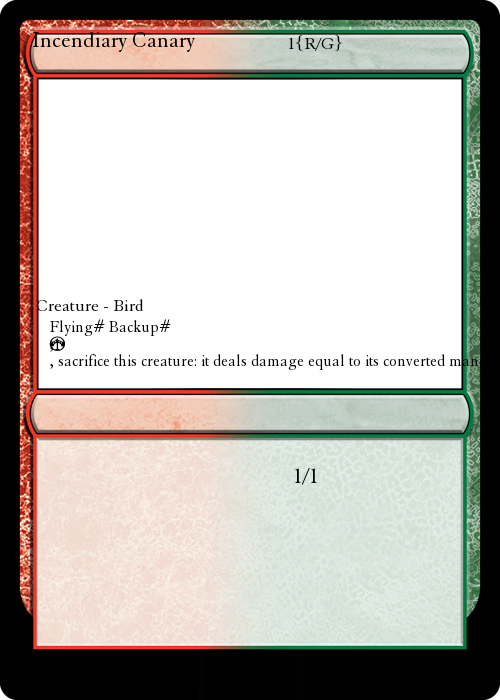 Incendiary Canary 1{R/G}
Creature - Bird
Flying# Backup#
, sacrifice this creature: it deals damage equal to its converted man
1/1